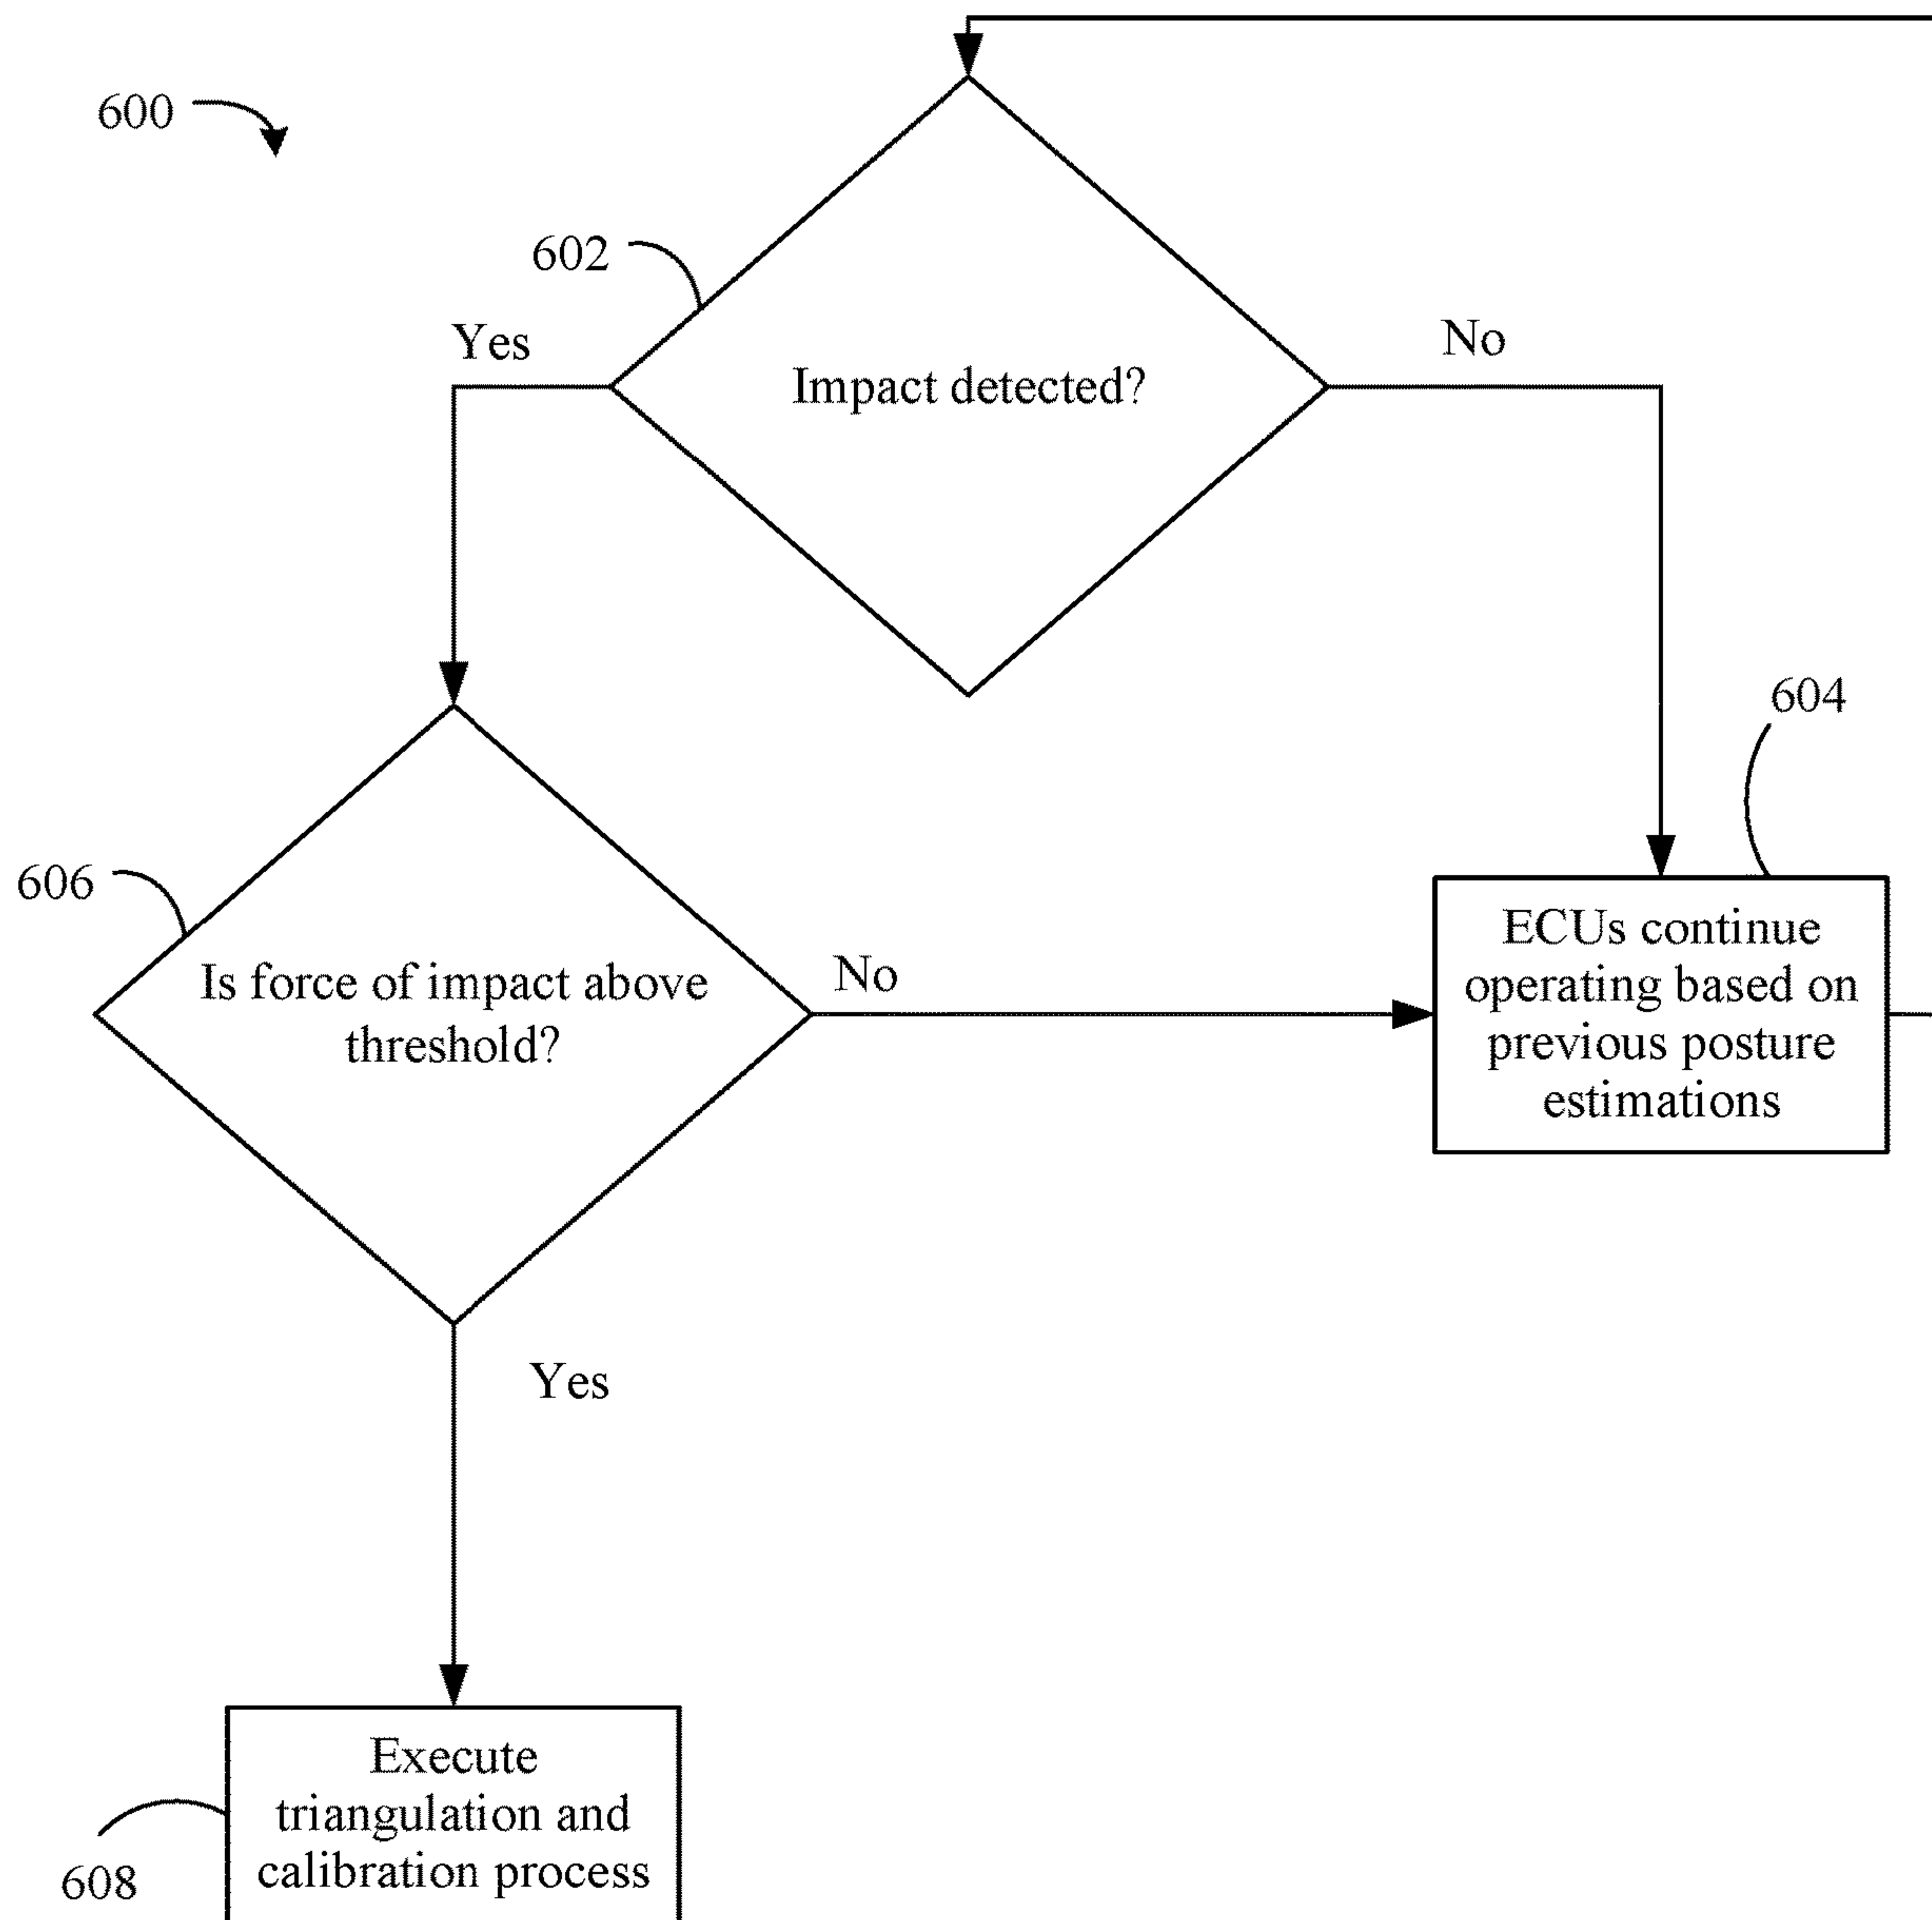 600
602
Yes
No
Impact detected?
604
606
Is force of impact above
threshold?
No
ECUs continue
operating based on
previous posture
estimations
Yes
Execute
triangulation and
calibration process
608